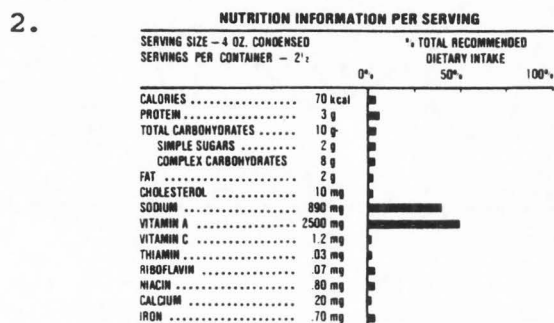 2.
NUTRITION INFORMATION PER SERVING
SERVING SIZE – 4 OZ. CONDENSED
SERVINGS PER CONTAINER – 2½
% TOTAL RECOMMENDED
DIETARY INTAKE
0% 50% 100%
CALORIES .................. 70 kcal
PROTEIN ................... 3 g
TOTAL CARBOHYDRATES ...... 10 g
SIMPLE SUGARS ......... 2 g
COMPLEX CARBOHYDRATES 8 g
FAT ....................... 2 g
CHOLESTEROL .............. 10 mg
SODIUM .................... 890 mg
VITAMIN A ................. 2500 mg
VITAMIN C ................. 1.2 mg
THIAMIN ................... .03 mg
RIBOFLAVIN ................ .07 mg
NIACIN .................... .80 mg
CALCIUM ................... 20 mg
IRON ...................... .70 mg